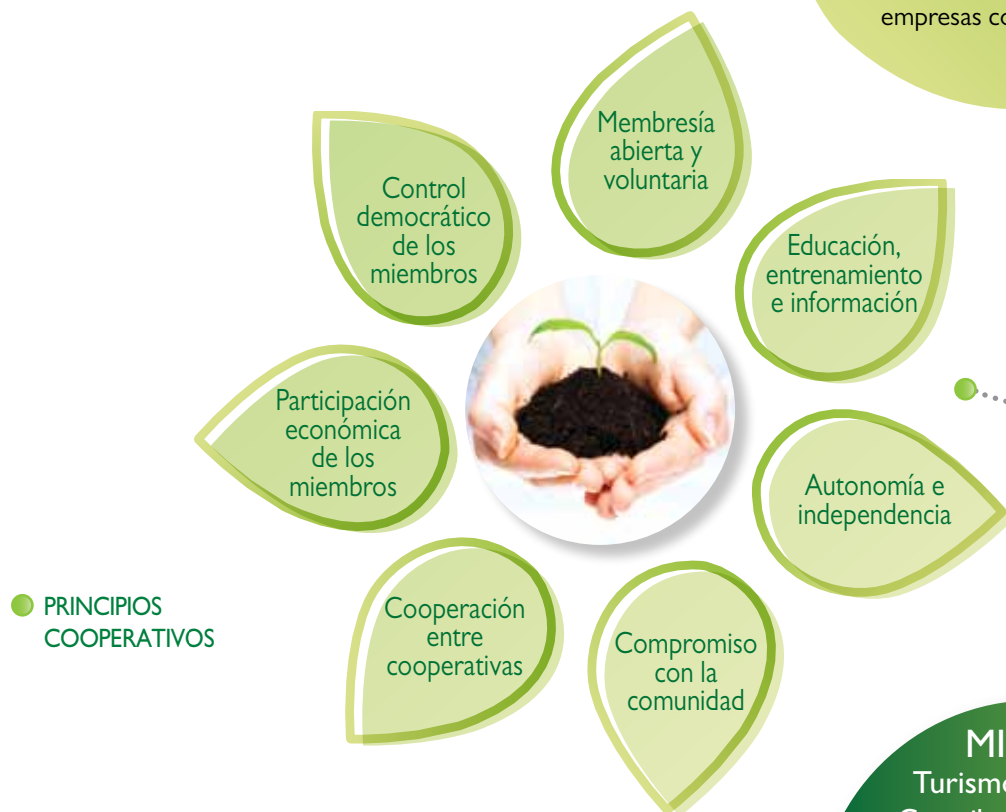 empresas co
Membresía
abierta y
voluntaria
Control
democrático
de los
miembros
Educación,
entrenamiento
e información
Participación
económica
de los
miembros
Autonomía e
independencia
Cooperación
entre
cooperativas
Compromiso
con la
comunidad
PRINCIPIOS
COOPERATIVOS
MI
Turismo